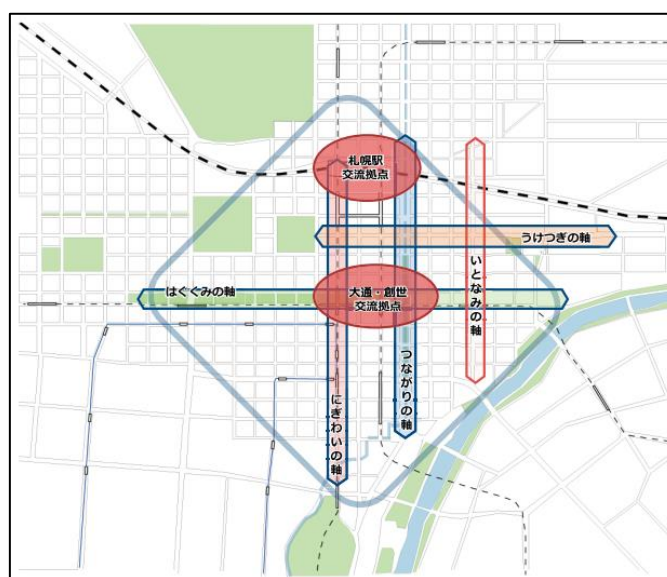 札幌駅
交流拠点
うけつぎの軸
いとなみの軸
はぐくみの軸
大通・創世
交流拠点
つながりの軸
にぎわいの軸